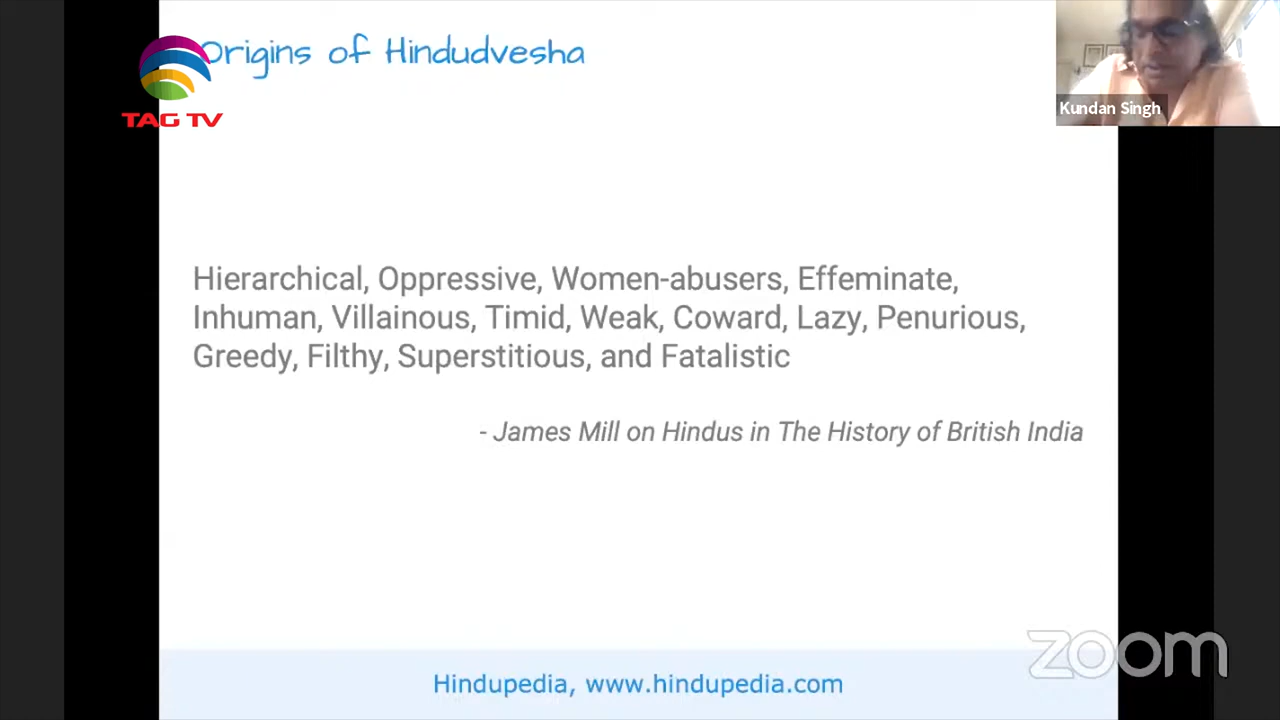 Origins of Hindudvesha
TAG TV
Kundan Singh
Hierarchical, Oppressive, Women-abusers, Effeminate,
Inhuman, Villainous, Timid, Weak, Coward, Lazy, Penurious,
Greedy, Filthy, Superstitious, and Fatalistic
- James Mill on Hindus in The History of British India
zoom
Hindupedia, www.hindupedia.com